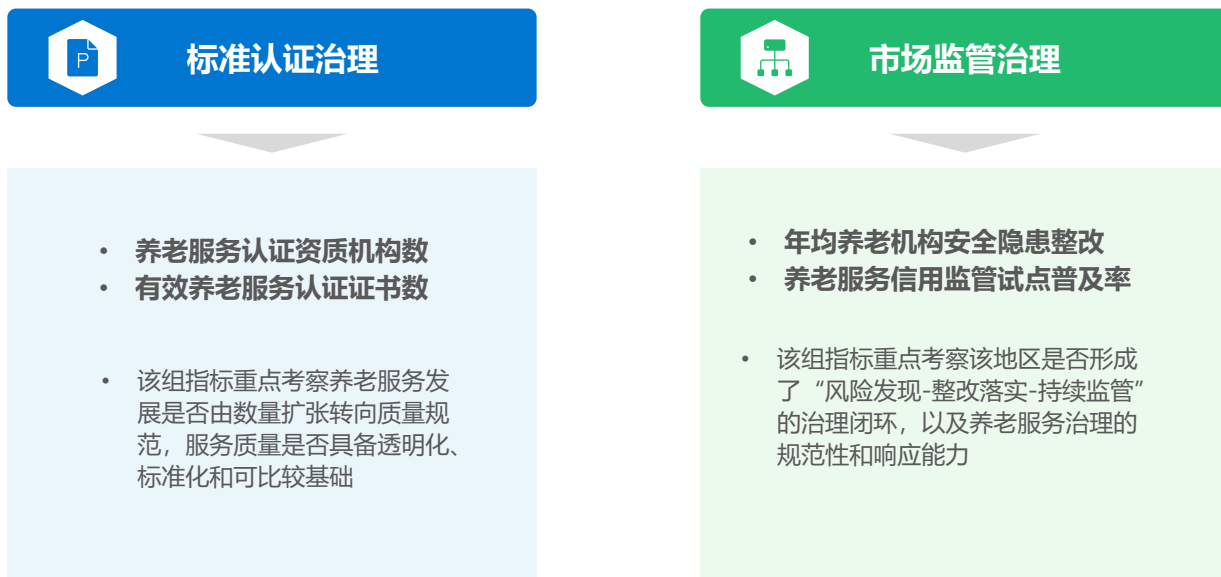 标准认证治理
• 养老服务认证资质机构数
• 有效养老服务认证证书数
• 该组指标重点考察养老服务发
展是否由数量扩张转向质量规
范，服务质量是否具备透明化、
标准化和可比较基础
市场监管治理
• 年均养老机构安全隐患整改
• 养老服务信用监管试点普及率
• 该组指标重点考察该地区是否形成
了“风险发现-整改落实-持续监管”
的治理闭环，以及养老服务治理的
规范性和响应能力